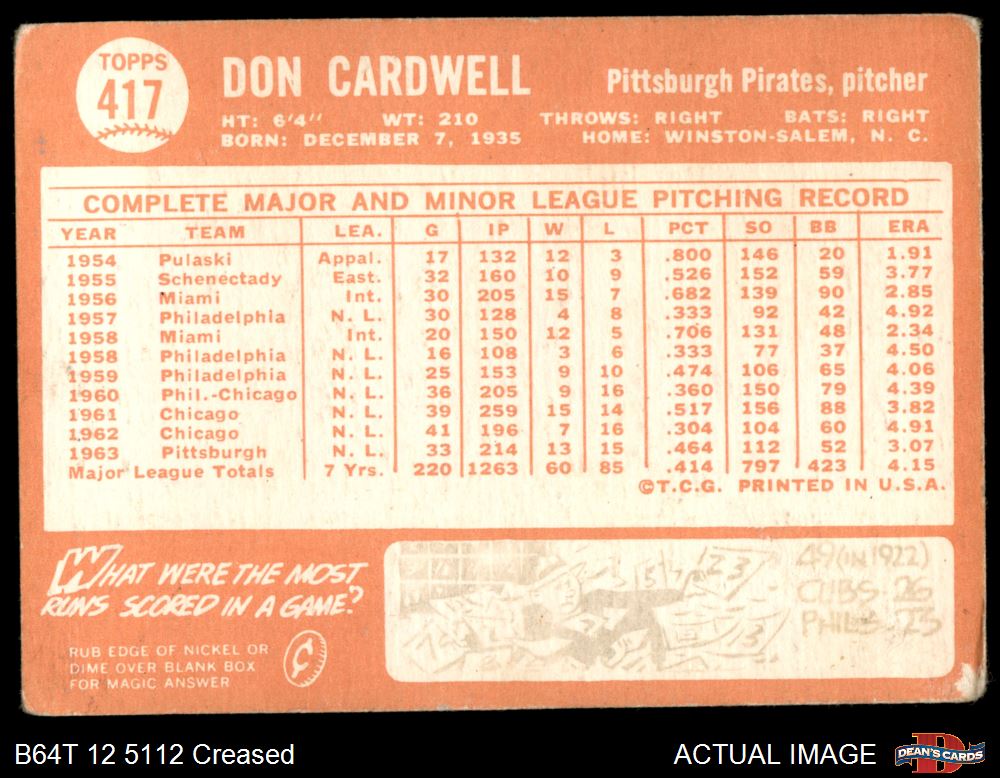 TOPPS
417
DON CARDWELL
Pittsburgh Pirates, pitcher
HT: 6'4" WT: 210 THROWS: RIGHT BATS: RIGHT
BORN: DECEMBER 7, 1935 HOME: WINSTON-SALEM, N. C.
COMPLETE MAJOR AND MINOR LEAGUE PITCHING RECORD
YEAR TEAM LEA. G IP W L PCT SO BB ERA
1954 Pulaski Appal. 17 132 12 3 .800 146 20 1.91
1955 Schenectady East. 32 160 10 9 .526 152 59 3.77
1956 Miami Int. 30 205 15 7 .682 139 90 2.85
1957 Philadelphia N. L. 30 128 4 8 .333 92 42 4.92
1958 Miami Int. 20 150 12 5 .706 131 48 2.34
1958 Philadelphia N. L. 16 108 3 6 .333 77 37 4.50
1959 Philadelphia N. L. 25 153 9 10 .474 106 65 4.06
1960 Phil.-Chicago N. L. 36 205 9 16 .360 150 79 4.39
1961 Chicago N. L. 39 259 15 14 .517 156 88 3.82
1962 Chicago N. L. 41 196 7 16 .304 104 60 4.91
1963 Pittsburgh N. L. 33 214 13 15 .464 112 52 3.07
Major League Totals 7 Yrs. 220 1263 60 85 .414 797 423 4.15
©T.C.G. PRINTED IN U.S.A.
WHAT WERE THE MOST
RUNS SCORED IN A GAME?
RUB EDGE OF NICKEL OR
DIME OVER BLANK BOX
FOR MAGIC ANSWER
¢
49 (IN 1922)
CUBS 26
PHILS 23
B64T 12 5112 Creased
ACTUAL IMAGE
DEAN'S CARDS